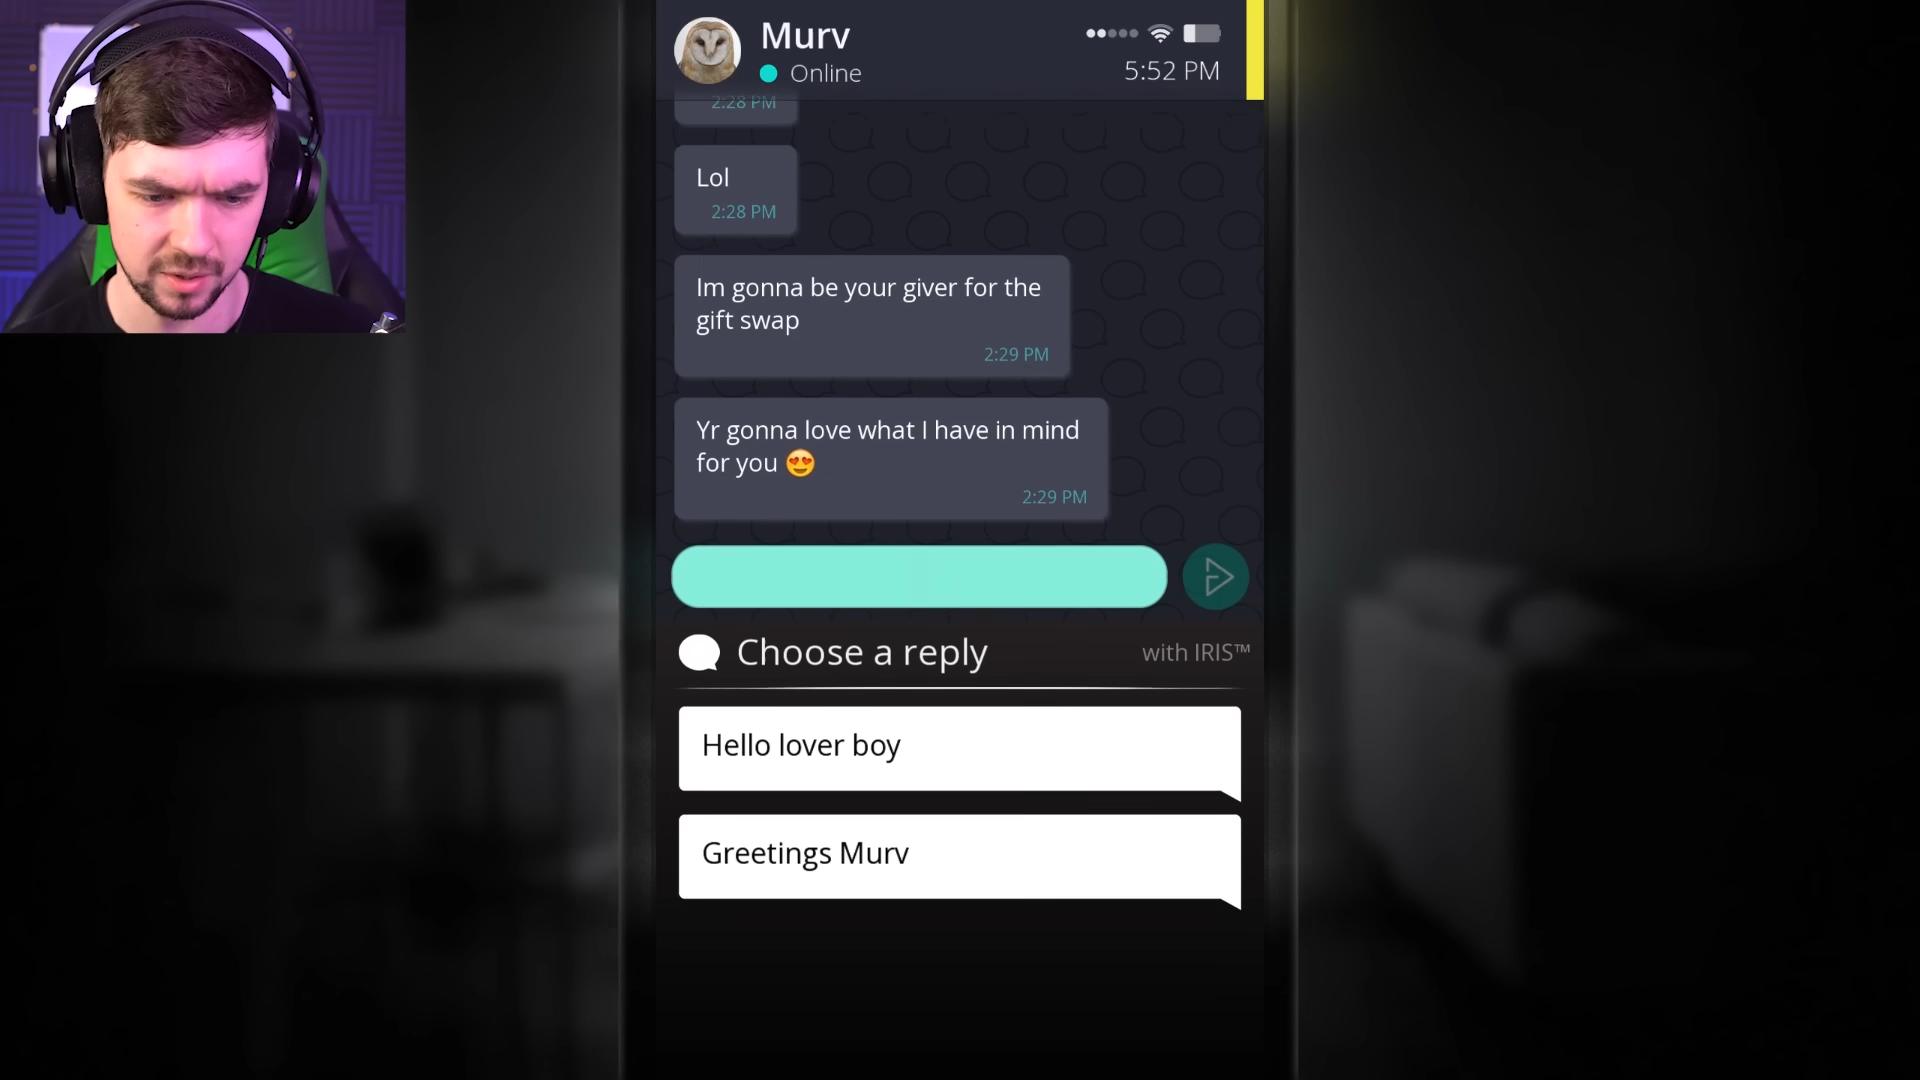 Murv
Online
5:52 PM
2:28 PM
Lol
2:28 PM
Im gonna be your giver for the
gift swap
2:29 PM
Yr gonna love what I have in mind
for you 😍
2:29 PM
Choose a reply
with IRIS™
Hello lover boy
Greetings Murv